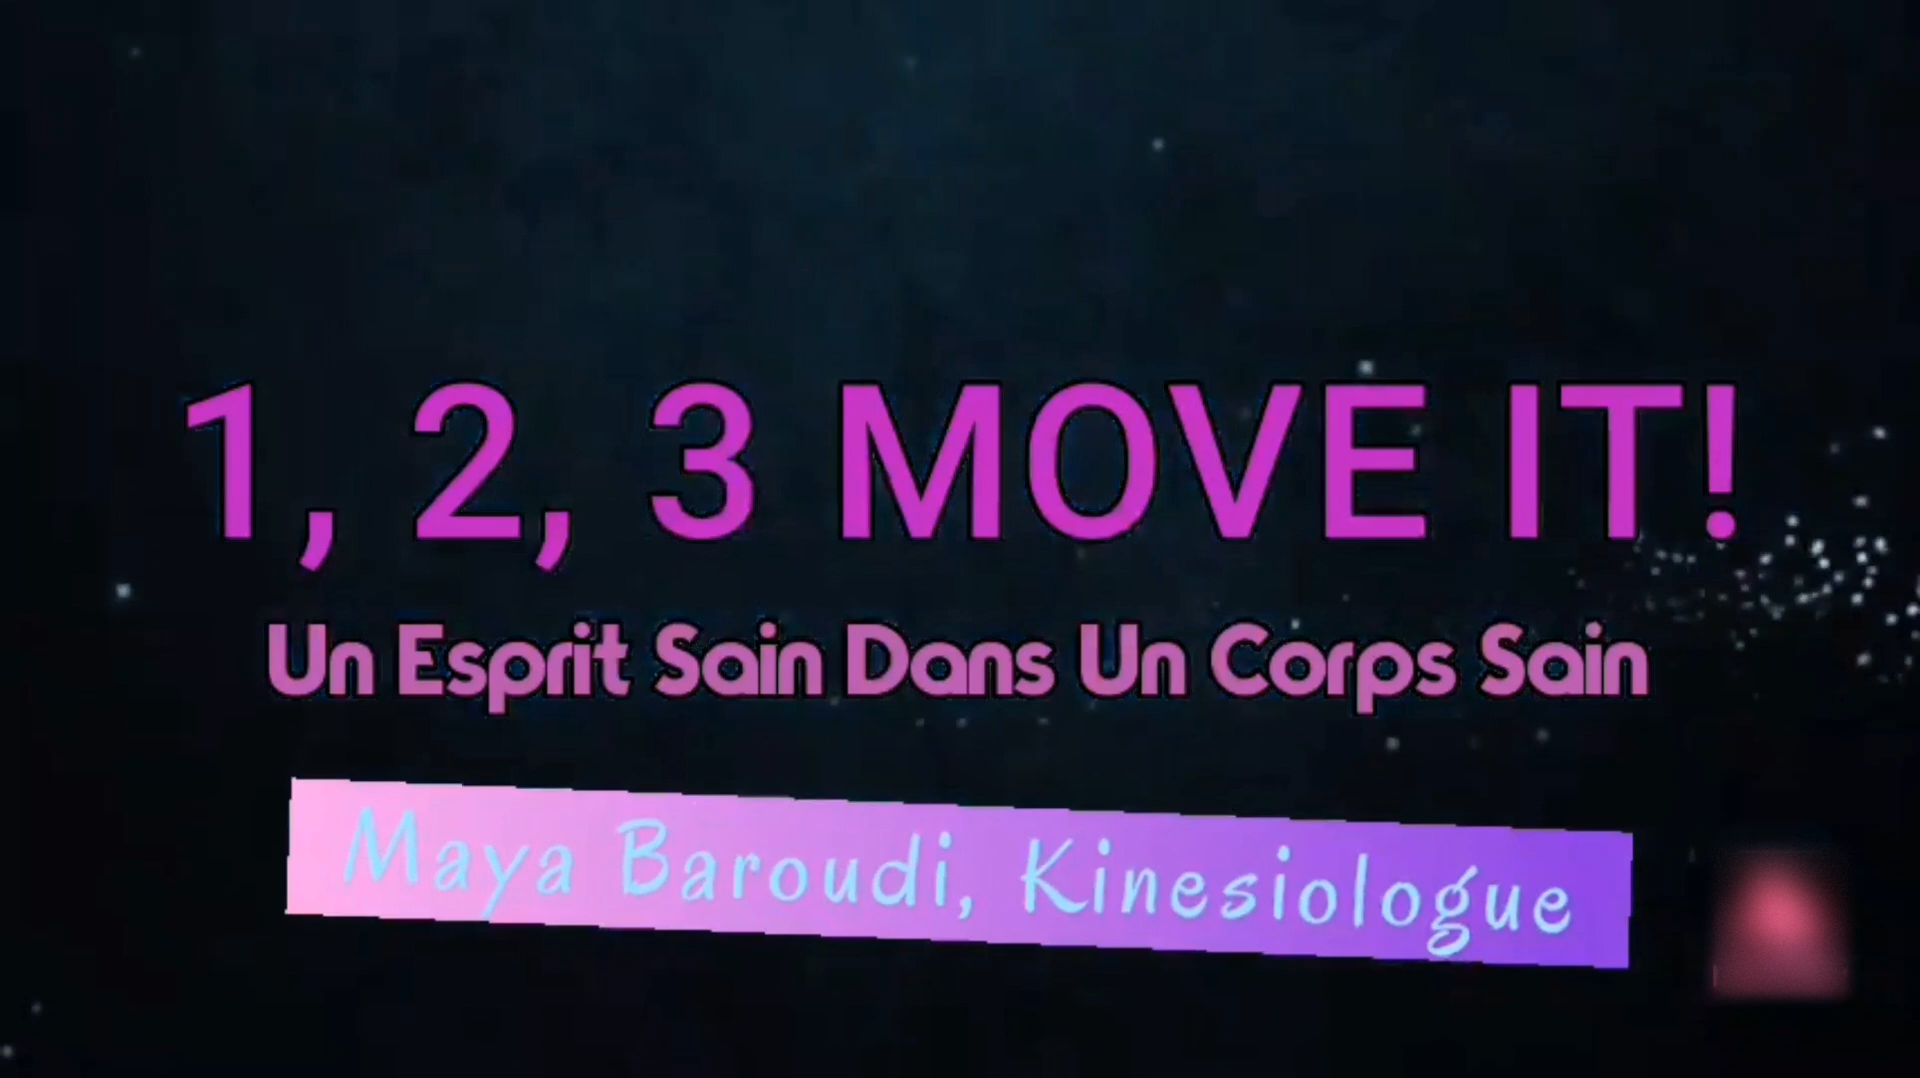 1, 2, 3 MOVE IT!
Un Esprit Sain Dans Un Corps Sain
Maya Baroudi, Kinesiologue